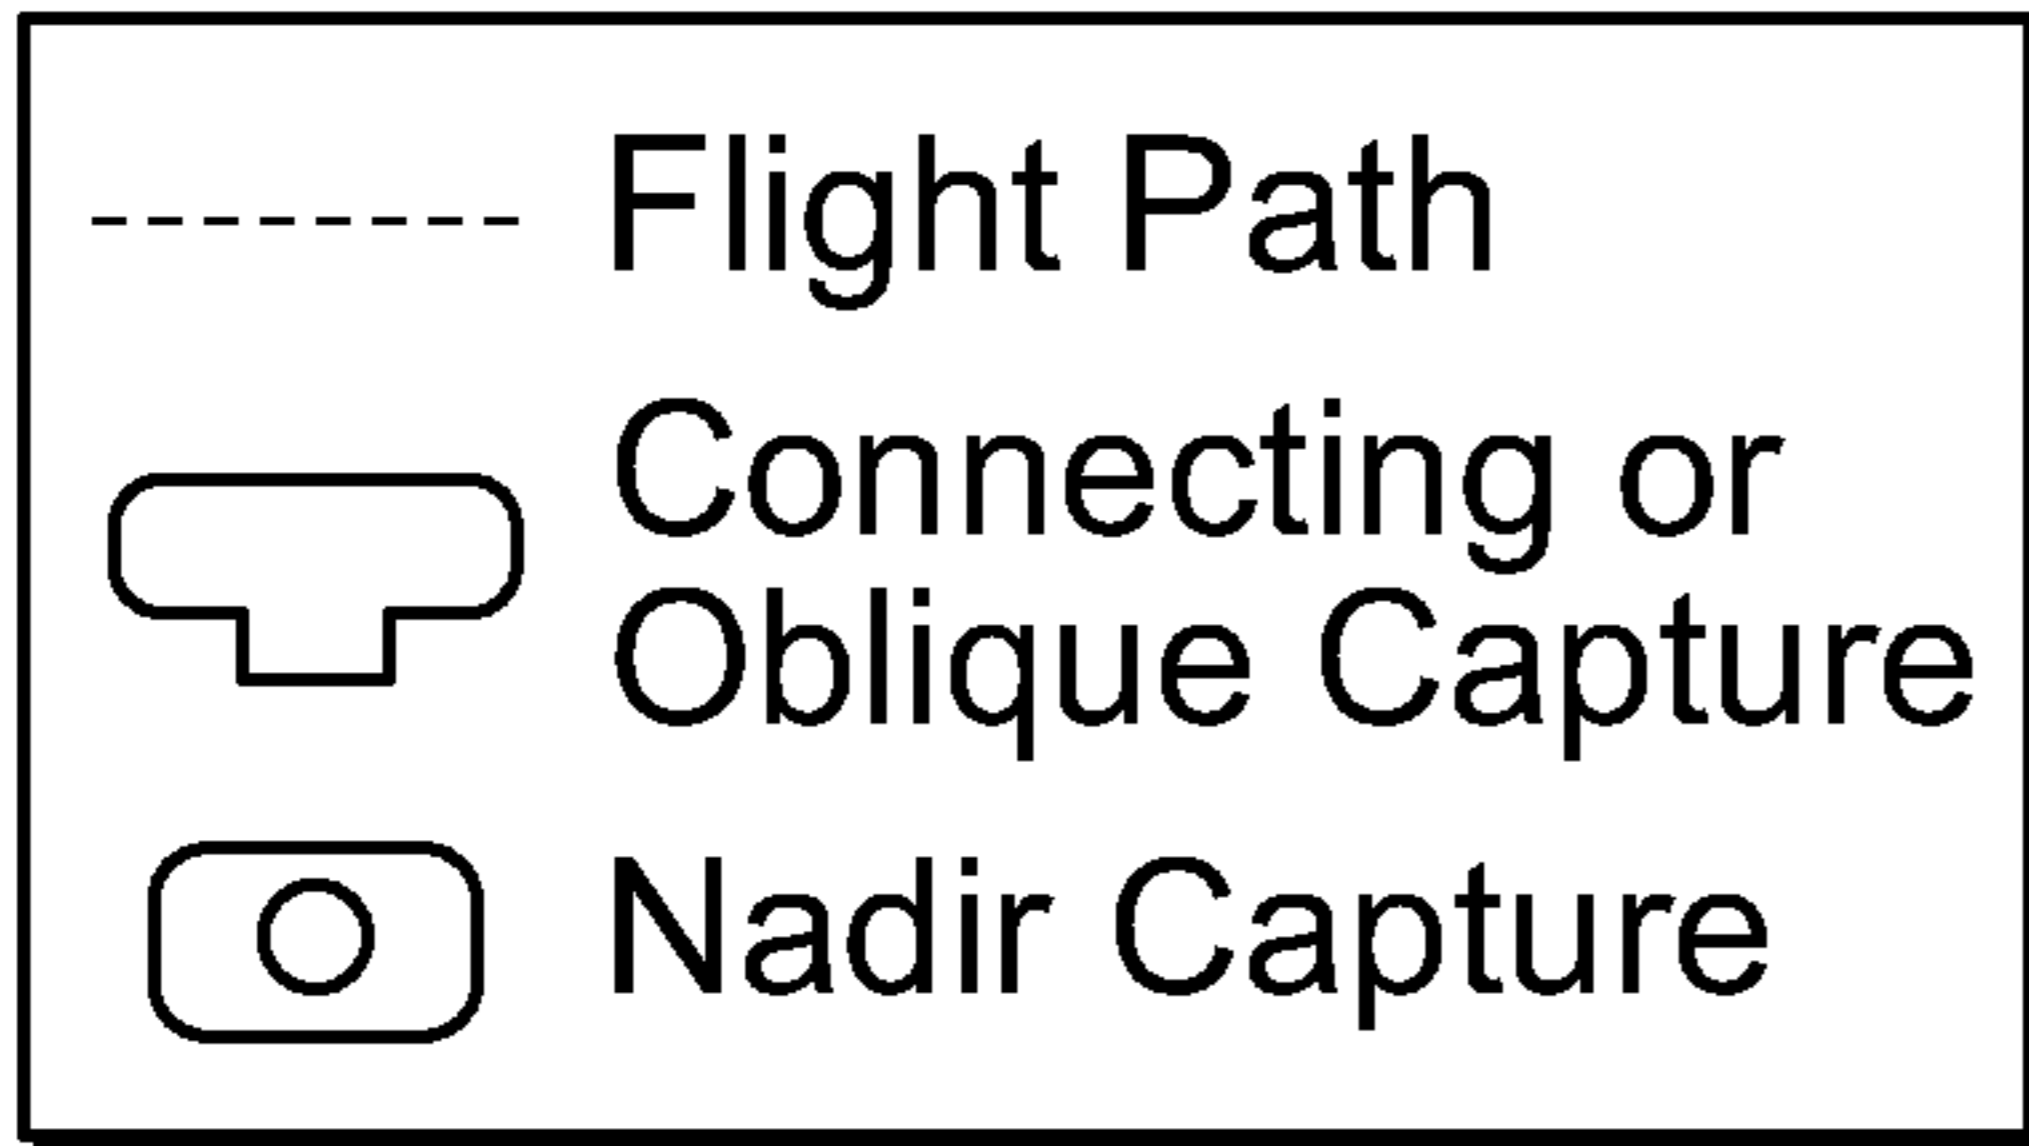 Flight Path
Connecting or
Oblique Capture
Nadir Capture